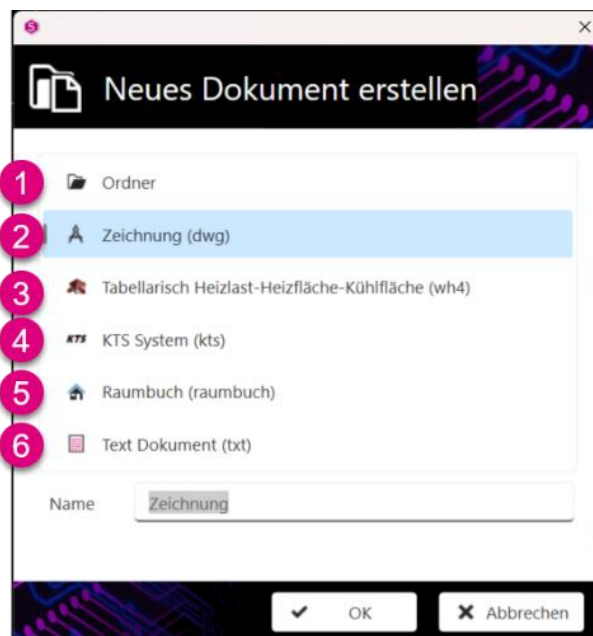 S
Neues Dokument erstellen
1 Ordner
2 Zeichnung (dwg)
3 Tabellarisch Heizlast-Heizfläche-Kühlfläche (wh4)
4 KTS KTS System (kts)
5 Raumbuch (raumbuch)
6 Text Dokument (txt)
Name Zeichnung
OK Abbrechen